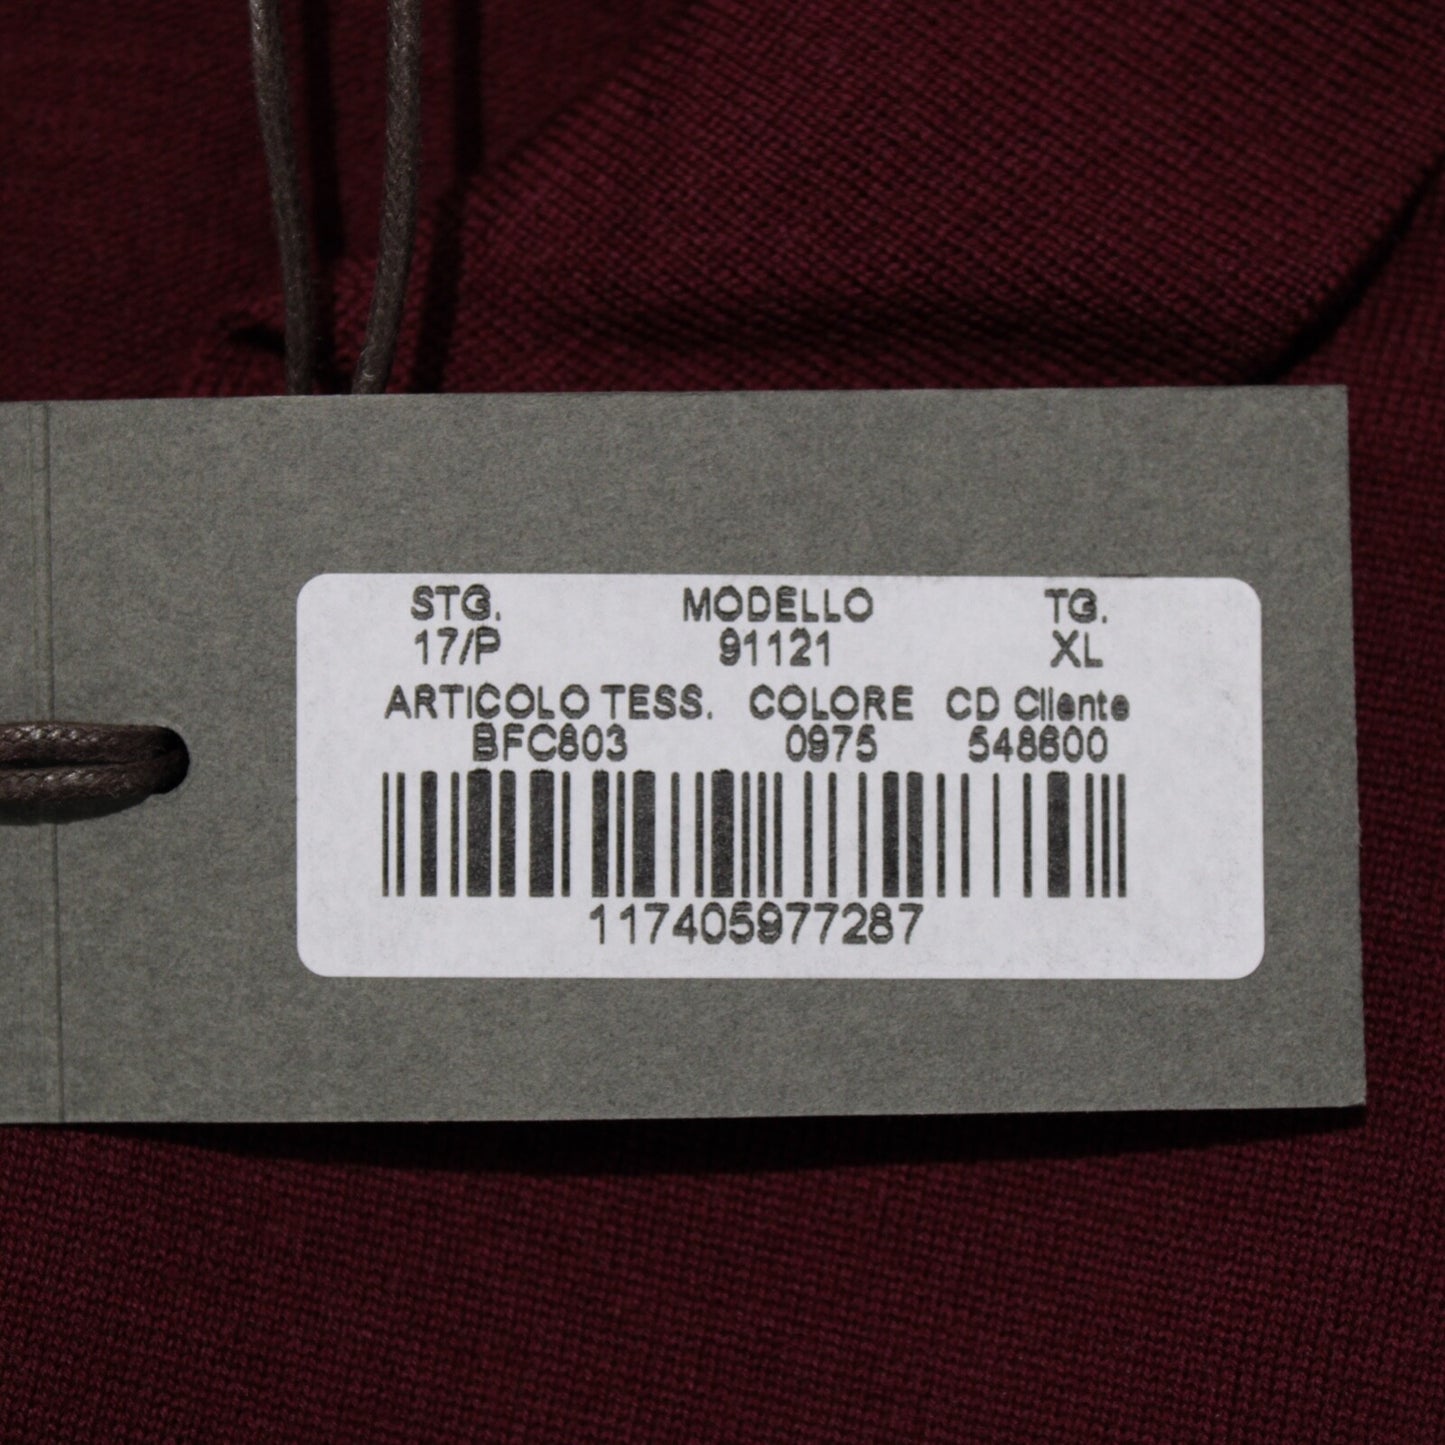 STG. MODELLO TG.
17/P 91121 XL
ARTICOLO TESS. COLORE CD Cliente
BFC803 0975 548600
117405977287